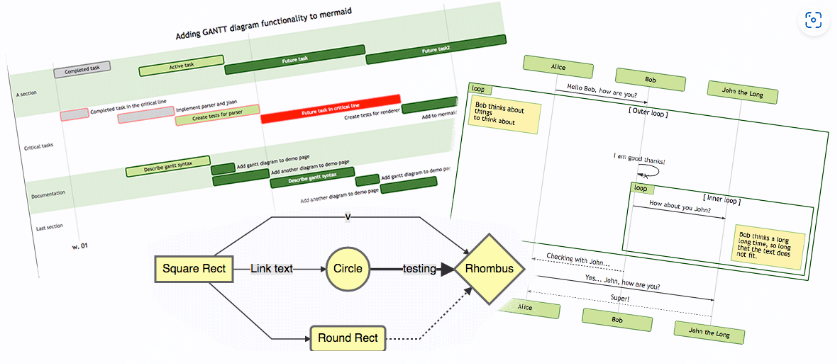 Adding GANTT diagram functionality to mermaid
A section
Completed task
Active task
Future task
Future task2
Critical tasks
Completed task in the critical line
Implement parser and jison
Create tests for parser
Future task in critical line
Create tests for renderer
Add to mermaid
Documentation
Describe gantt syntax
Add gantt diagram to demo page
Add another diagram to demo page
Last section
Describe gantt syntax
Add gantt diagram to demo pa
Add another diagram to demo page
w. 01
Alice
Bob
John the Long
Hello Bob, how are you?
loop
[ Outer loop ]
Bob thinks about
things
to think about
I am good thanks!
loop
[ Inner loop ]
How about you John?
Bob thinks a long
long time, so long
that the text does
not fit.
Checking with John...
Yes... John, how are you?
Super!
Alice
Bob
John the Long
Square Rect
Link text
Circle
testing
Rhombus
v
Round Rect